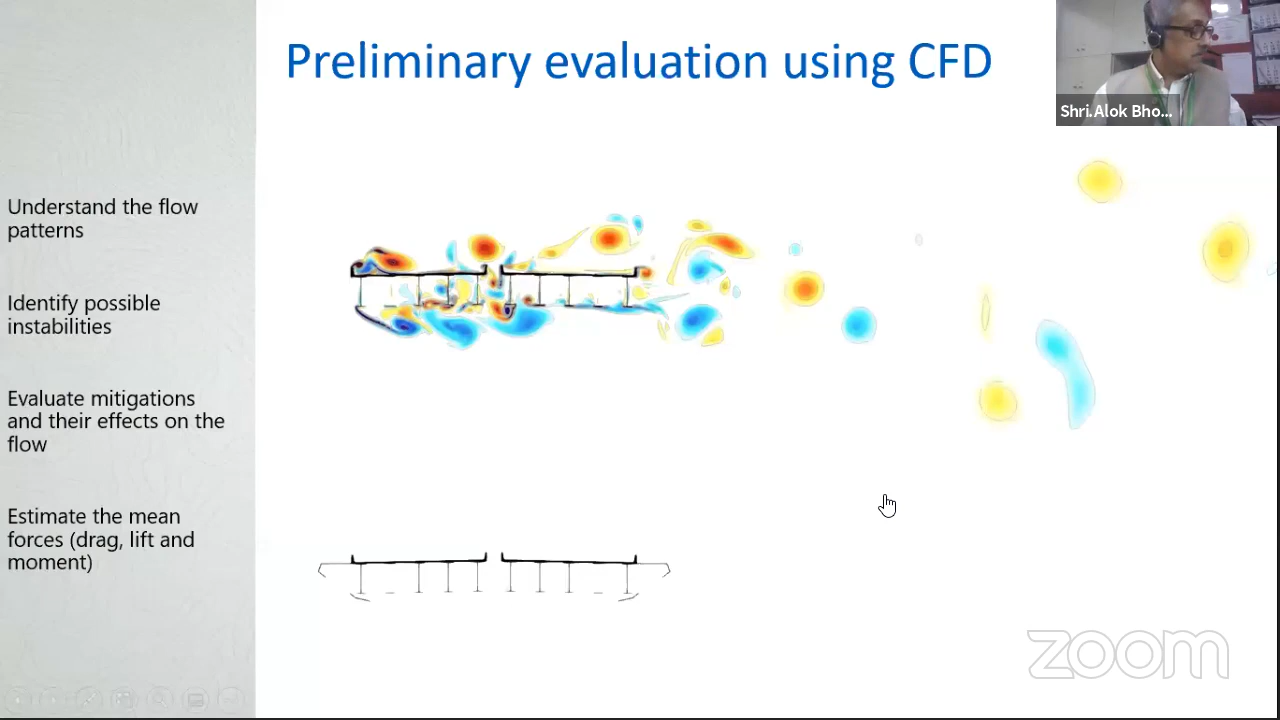 Preliminary evaluation using CFD
Shri.Alok Bho...
Understand the flow
patterns
Identify possible
instabilities
Evaluate mitigations
and their effects on the
flow
Estimate the mean
forces (drag, lift and
moment)
zoom